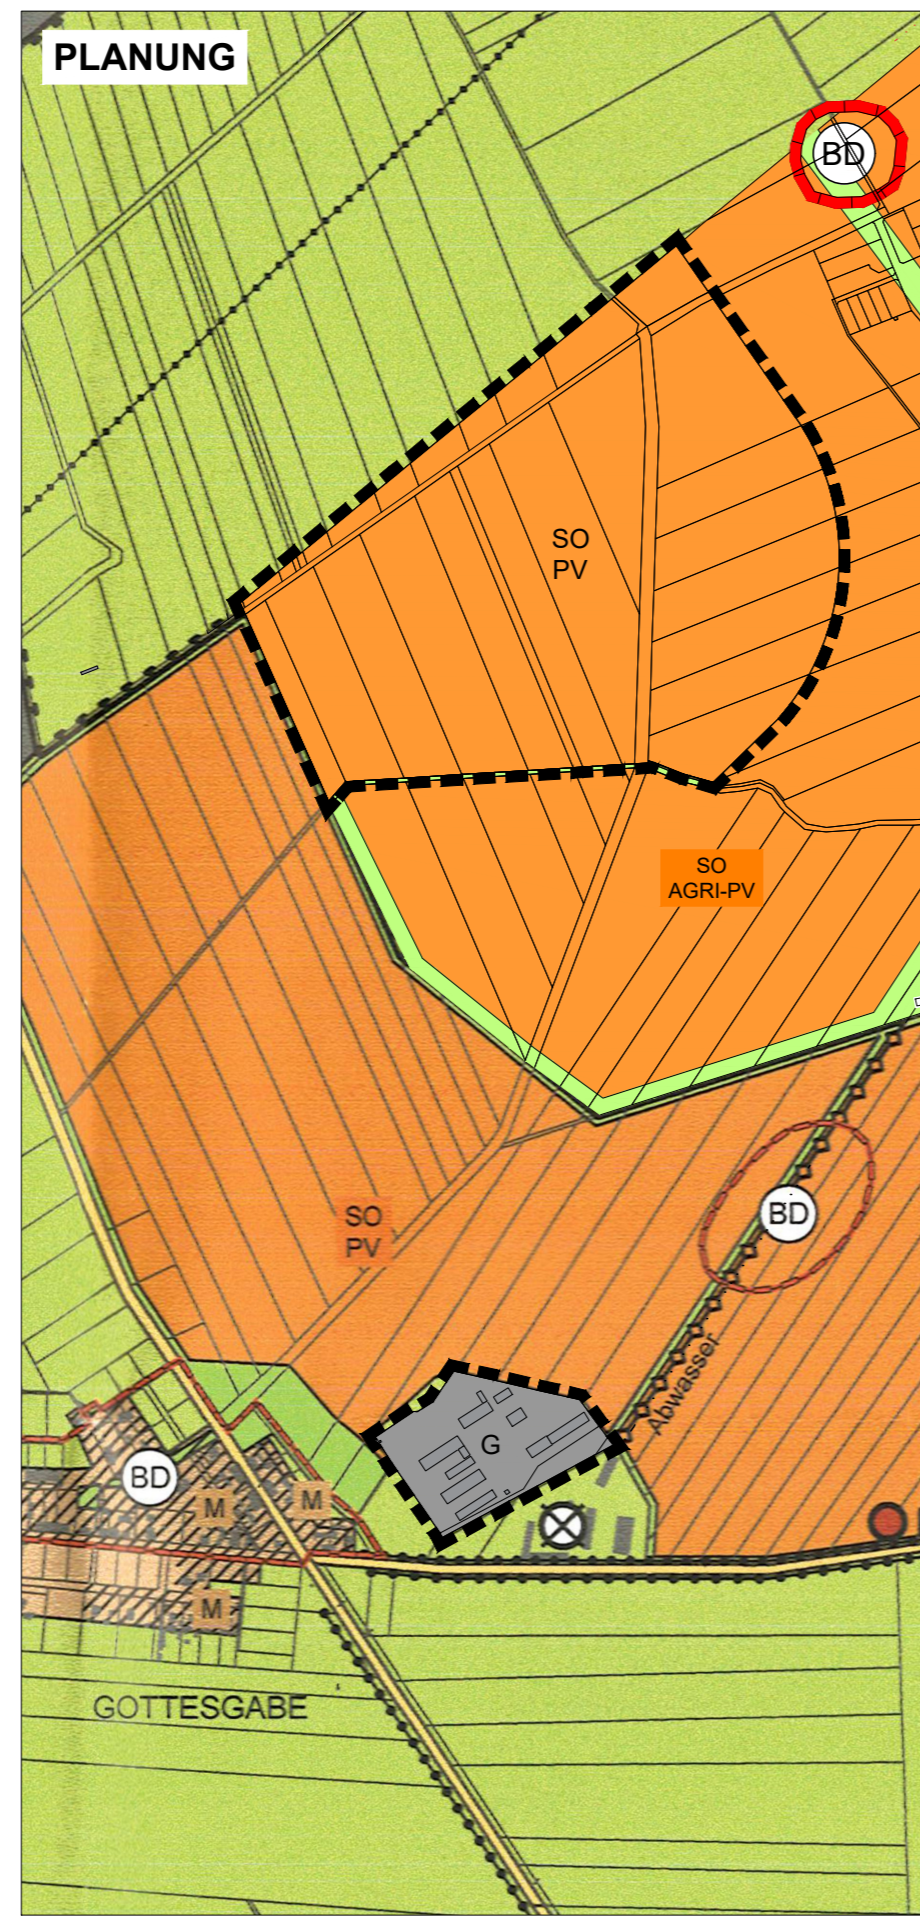 PLANUNG
BD
SO
PV
SO
AGRI-PV
SO
PV
BD
Abwasser
G
BD
M
M
M
GOTTESGABE